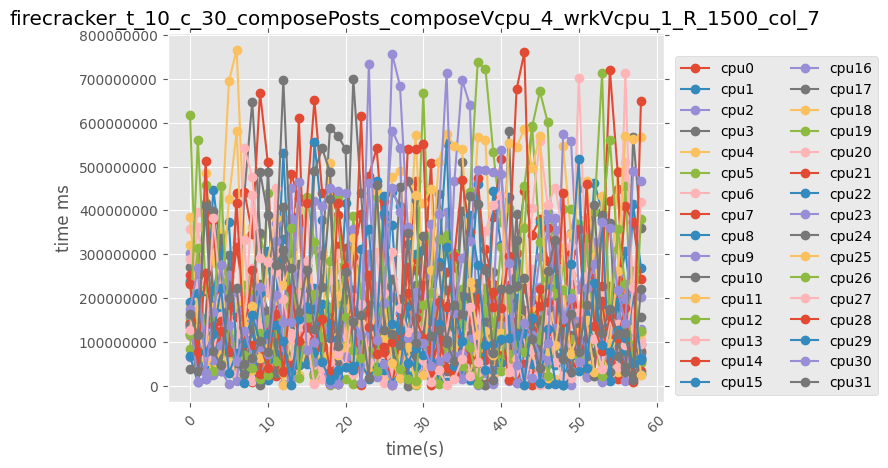 firecracker_t_10_c_30_composePosts_composeVcpu_4_wrkVcpu_1_R_1500_col_7
800000000
700000000
600000000
500000000
400000000
300000000
200000000
100000000
0
time ms
0
10
20
30
40
50
60
time(s)
cpu0
cpu1
cpu2
cpu3
cpu4
cpu5
cpu6
cpu7
cpu8
cpu9
cpu10
cpu11
cpu12
cpu13
cpu14
cpu15
cpu16
cpu17
cpu18
cpu19
cpu20
cpu21
cpu22
cpu23
cpu24
cpu25
cpu26
cpu27
cpu28
cpu29
cpu30
cpu31